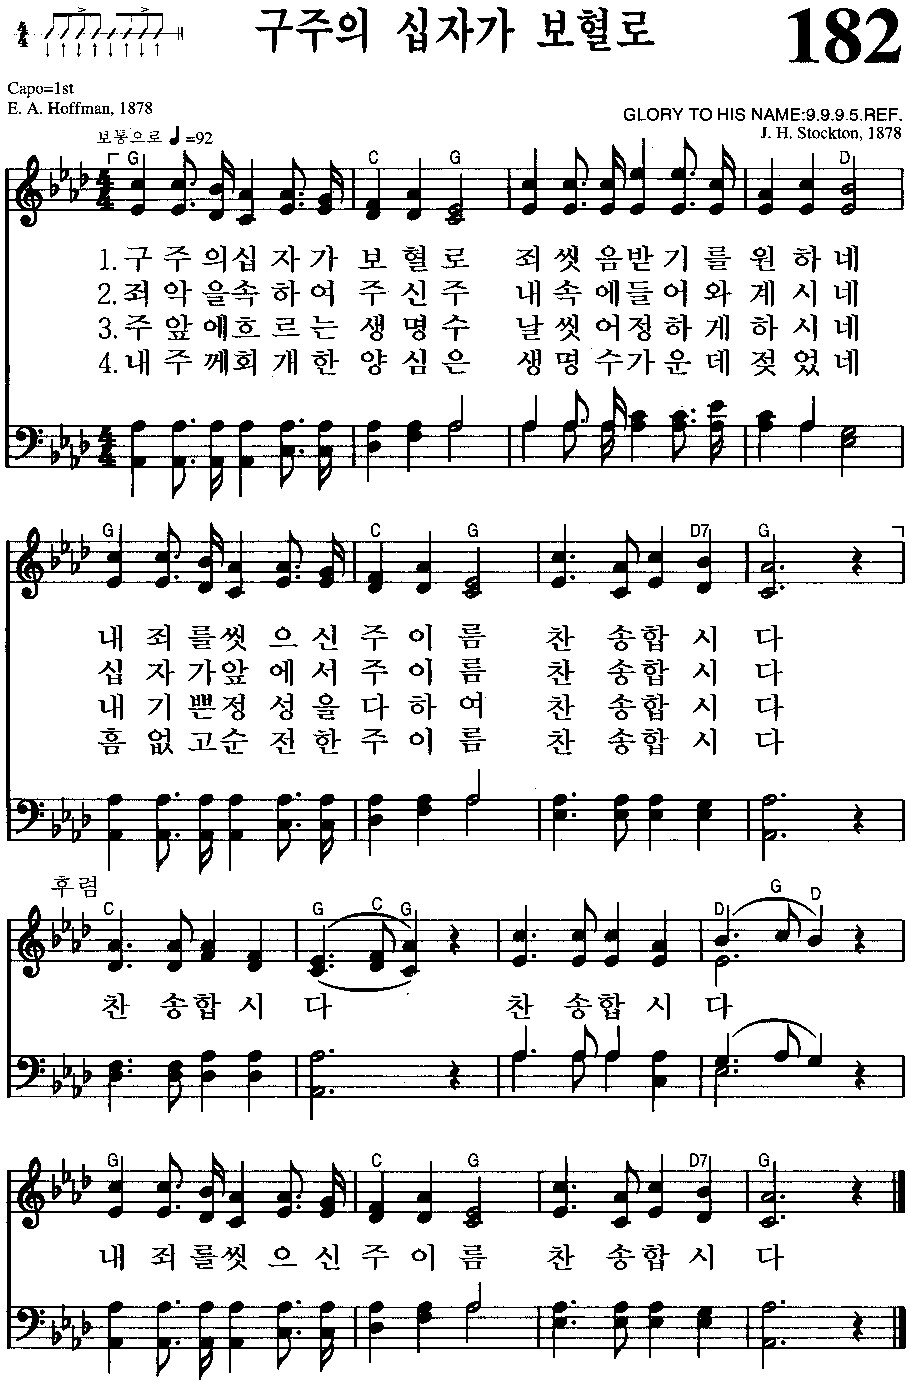 구주의 십자가 보혈로 182
Capo=1st
E. A. Hoffman, 1878
GLORY TO HIS NAME:9.9.9.5.REF.
J. H. Stockton, 1878
보통으로 ♩=92
G C G D
1.구 주 의십 자 가 보 혈 로 죄 씻 음받 기 를 원 하 네
2.죄 악 을속 하 여 주 신 주 내 속 에들 어 와 계 시 네
3.주 앞 에흐 르 는 생 명 수 날 씻 어정 하 게 하 시 네
4.내 주 께회 개 한 양 심 은 생 명 수가 운 데 젖 었 네
G C G D7 G
내 죄 를씻 으 신 주 이 름 찬 송합 시 다
십 자 가앞 에 서 주 이 름 찬 송합 시 다
내 기 쁜정 성 을 다 하 여 찬 송합 시 다
흠 없 고순 전 한 주 이 름 찬 송합 시 다
후 렴
C G C G D G D
찬 송합 시 다 찬 송합 시 다
G C G D7 G
내 죄 를씻 으 신 주 이 름 찬 송합 시 다